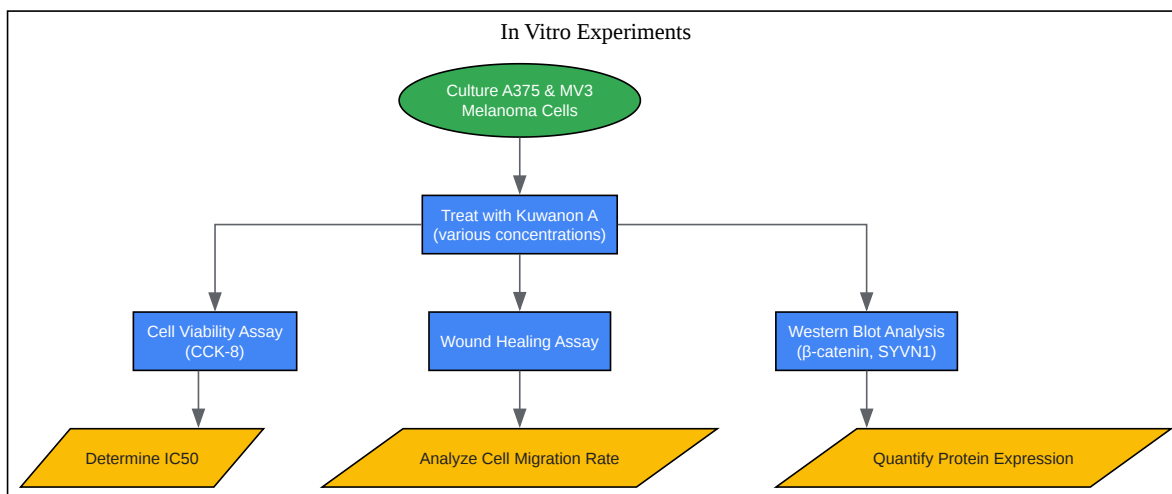 In Vitro Experiments
Culture A375 & MV3
Melanoma Cells
Treat with Kuwanon A
(various concentrations)
Cell Viability Assay
(CCK-8)
Wound Healing Assay
Western Blot Analysis
(β-catenin, SYVN1)
Determine IC50
Analyze Cell Migration Rate
Quantify Protein Expression